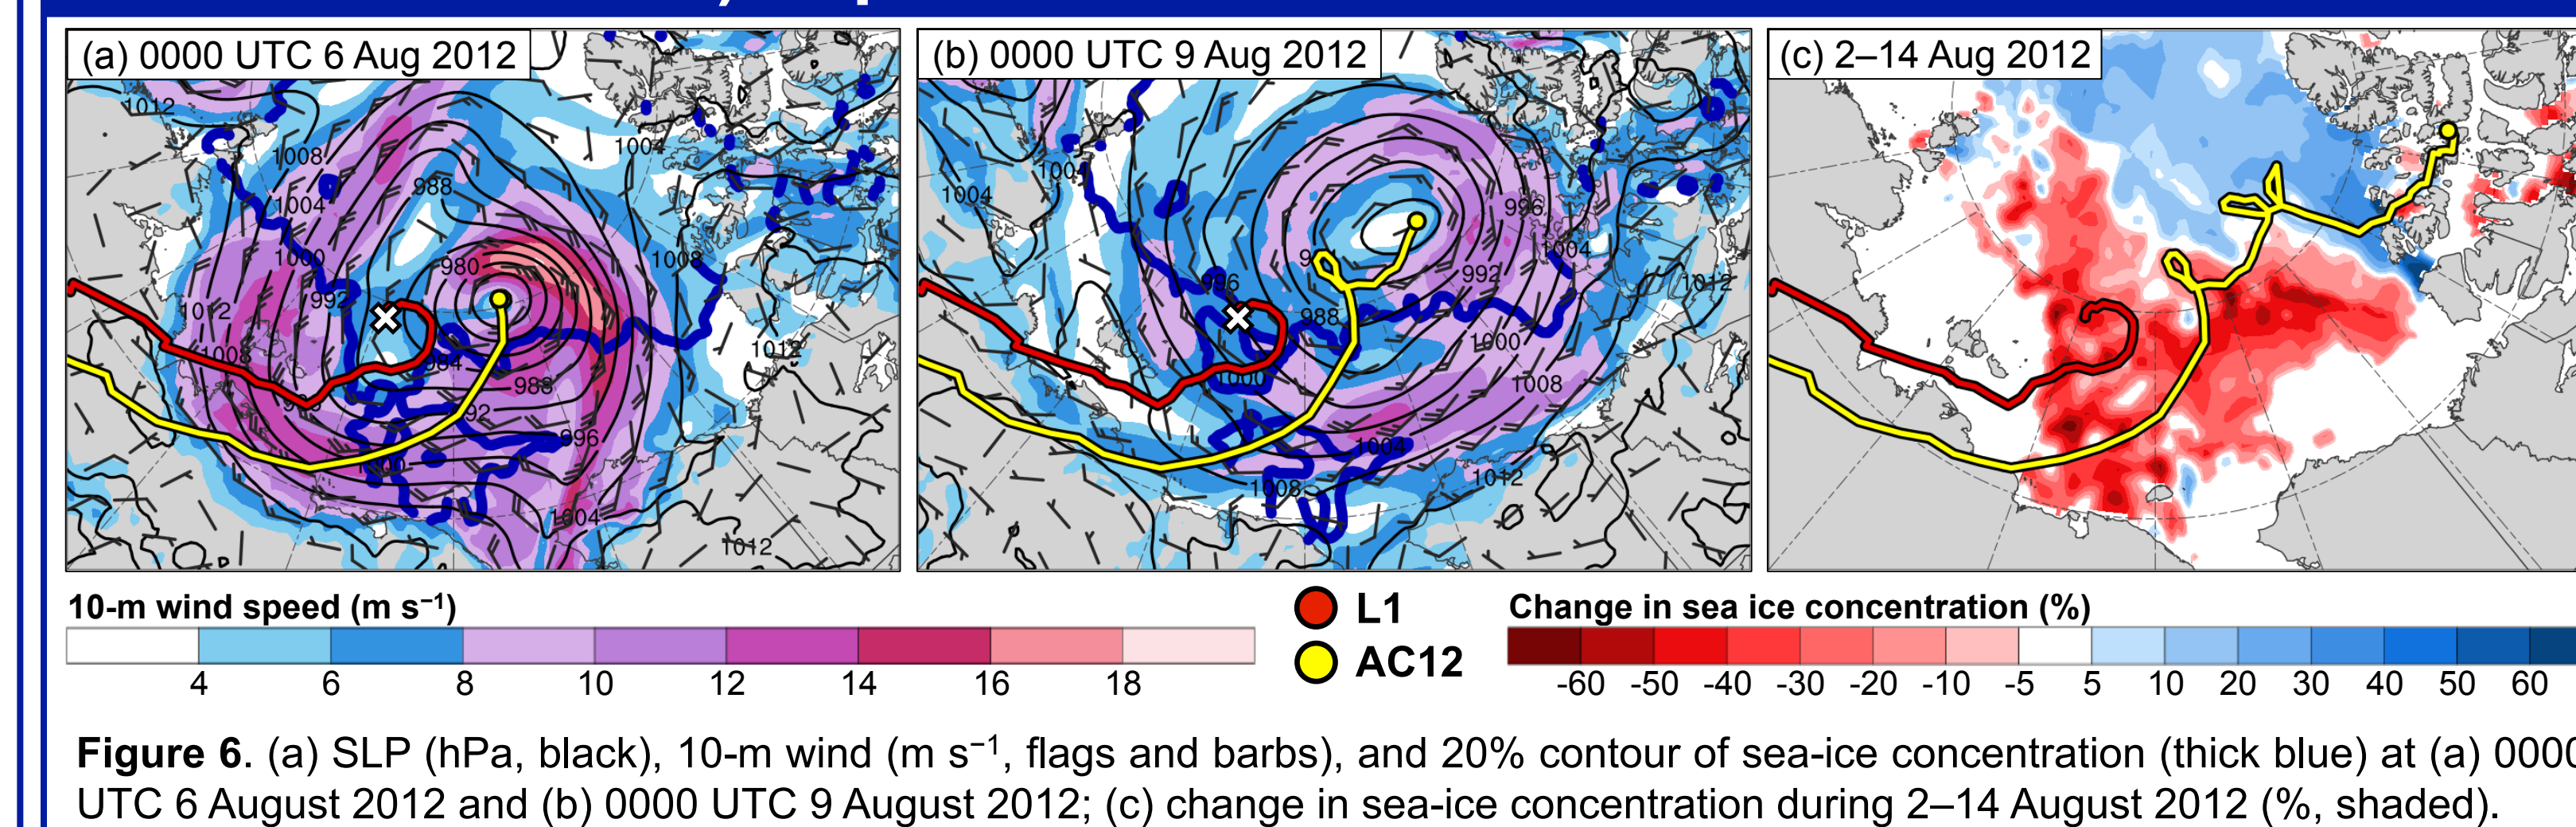 (a) 0000 UTC 6 Aug 2012
(b) 0000 UTC 9 Aug 2012
(c) 2–14 Aug 2012
1012
1008
1004
1004
988
1000
980
1008
992
1012
1008
984
988
1012
92
996
1004
1012
1004
1004
996
1004
992
1012
996
988
1000
1000
1008
1004
1008
1012
10-m wind speed (m s⁻¹)
4 6 8 10 12 14 16 18
L1
AC12
Change in sea ice concentration (%)
-60 -50 -40 -30 -20 -10 -5 5 10 20 30 40 50 60
Figure 6. (a) SLP (hPa, black), 10-m wind (m s⁻¹, flags and barbs), and 20% contour of sea-ice concentration (thick blue) at (a) 0000
UTC 6 August 2012 and (b) 0000 UTC 9 August 2012; (c) change in sea-ice concentration during 2–14 August 2012 (%, shaded).